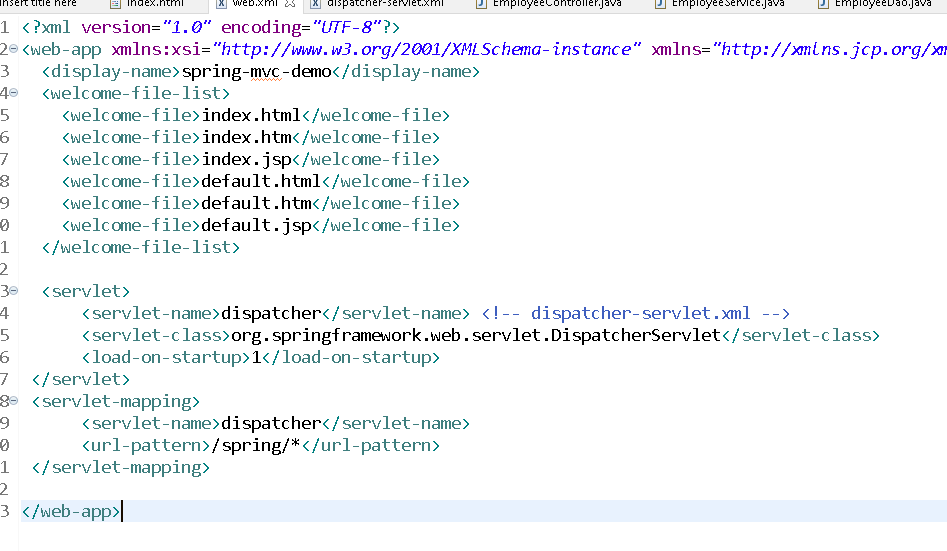 nsert title here index.html web.xml dispatcher-servlet.xml EmployeeController.java EmployeeService.java EmployeeDao.java
1 <?xml version="1.0" encoding="UTF-8"?>
2 <web-app xmlns:xsi="http://www.w3.org/2001/XMLSchema-instance" xmlns="http://xmlns.jcp.org/xm
3   <display-name>spring-mvc-demo</display-name>
4   <welcome-file-list>
5     <welcome-file>index.html</welcome-file>
6     <welcome-file>index.htm</welcome-file>
7     <welcome-file>index.jsp</welcome-file>
8     <welcome-file>default.html</welcome-file>
9     <welcome-file>default.htm</welcome-file>
0     <welcome-file>default.jsp</welcome-file>
1   </welcome-file-list>
2
3   <servlet>
4       <servlet-name>dispatcher</servlet-name> <!-- dispatcher-servlet.xml -->
5       <servlet-class>org.springframework.web.servlet.DispatcherServlet</servlet-class>
6       <load-on-startup>1</load-on-startup>
7  </servlet>
8  <servlet-mapping>
9       <servlet-name>dispatcher</servlet-name>
0       <url-pattern>/spring/*</url-pattern>
1  </servlet-mapping>
2
3 </web-app>